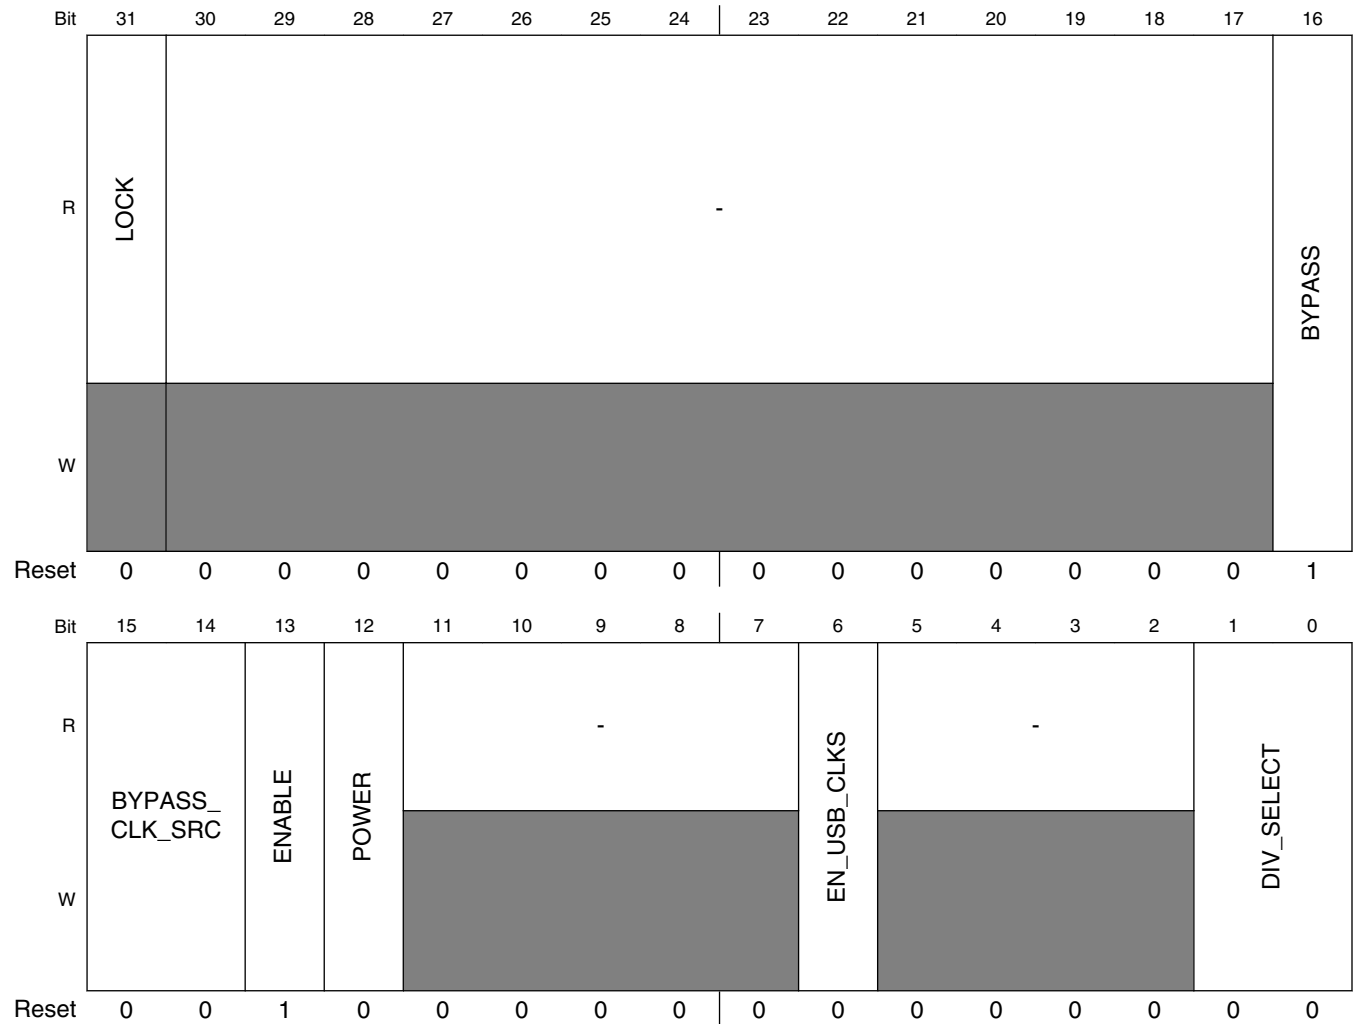 Bit 31 30 29 28 27 26 25 24 23 22 21 20 19 18 17 16
R LOCK - BYPASS
W
Reset 0 0 0 0 0 0 0 0 0 0 0 0 0 0 0 1
Bit 15 14 13 12 11 10 9 8 7 6 5 4 3 2 1 0
R - -
BYPASS_
CLK_SRC ENABLE POWER EN_USB_CLKS DIV_SELECT
W
Reset 0 0 1 0 0 0 0 0 0 0 0 0 0 0 0 0